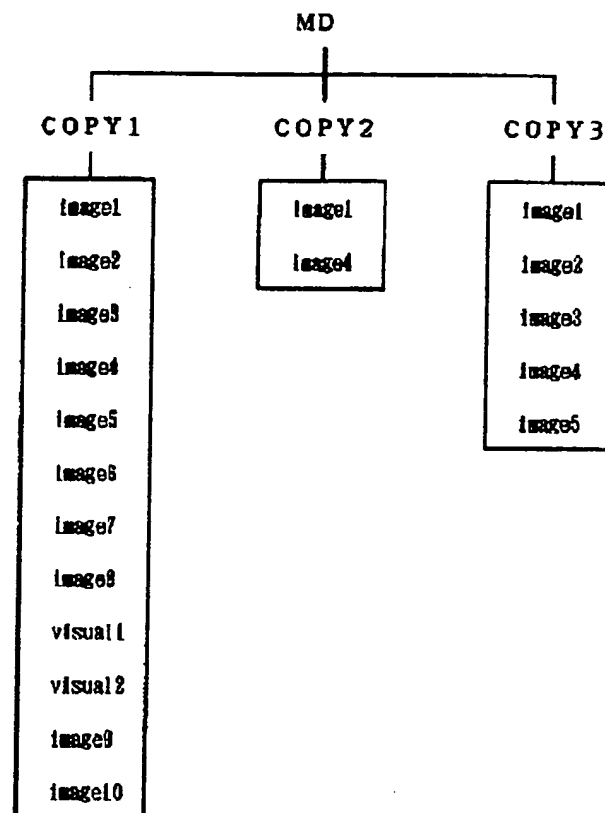 MD
COPY1
COPY2
COPY3
image1
image2
image3
image4
image5
image6
image7
image8
visual1
visual2
image9
image10
image1
image4
image1
image2
image3
image4
image5